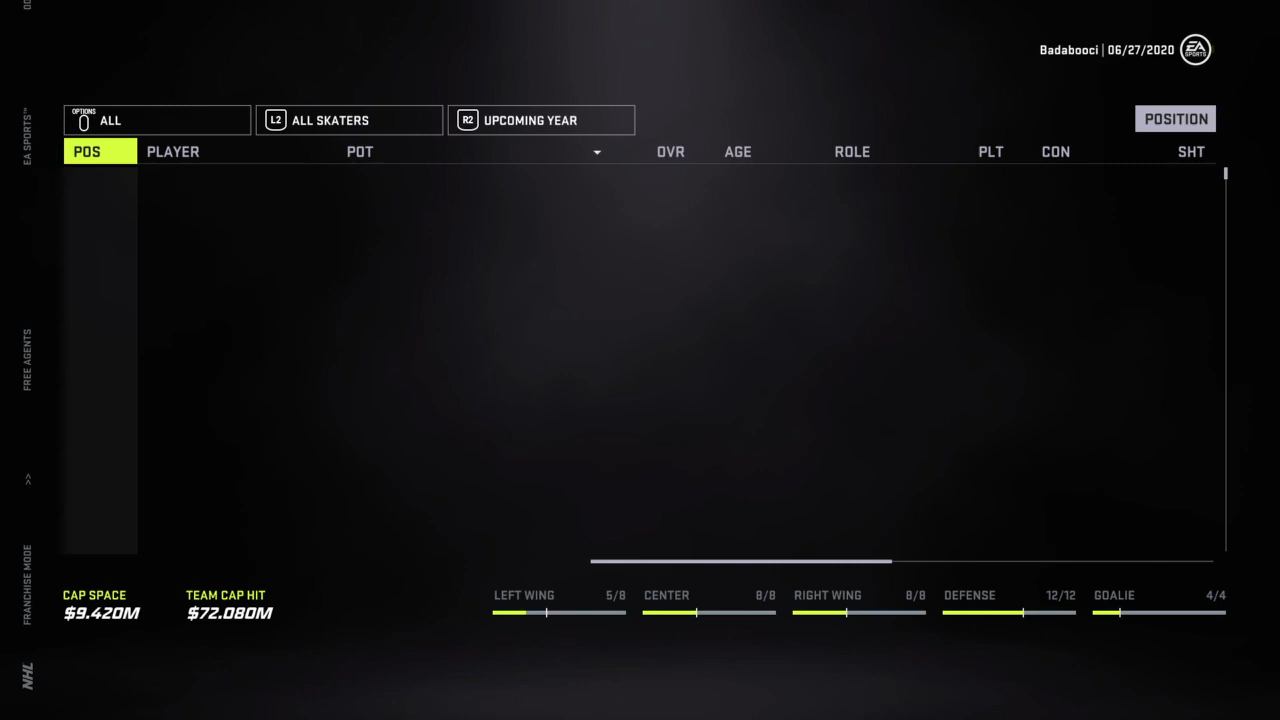 Badabooci | 06/27/2020
EA SPORTS
OPTIONS
ALL
L2 ALL SKATERS
R2 UPCOMING YEAR
POSITION
POS PLAYER POT OVR AGE ROLE PLT CON SHT
CAP SPACE
$9.420M
TEAM CAP HIT
$72.080M
LEFT WING 5/8
CENTER 8/8
RIGHT WING 8/8
DEFENSE 12/12
GOALIE 4/4
NHL
FRANCHISE MODE
>>
FREE AGENTS
EA SPORTS™